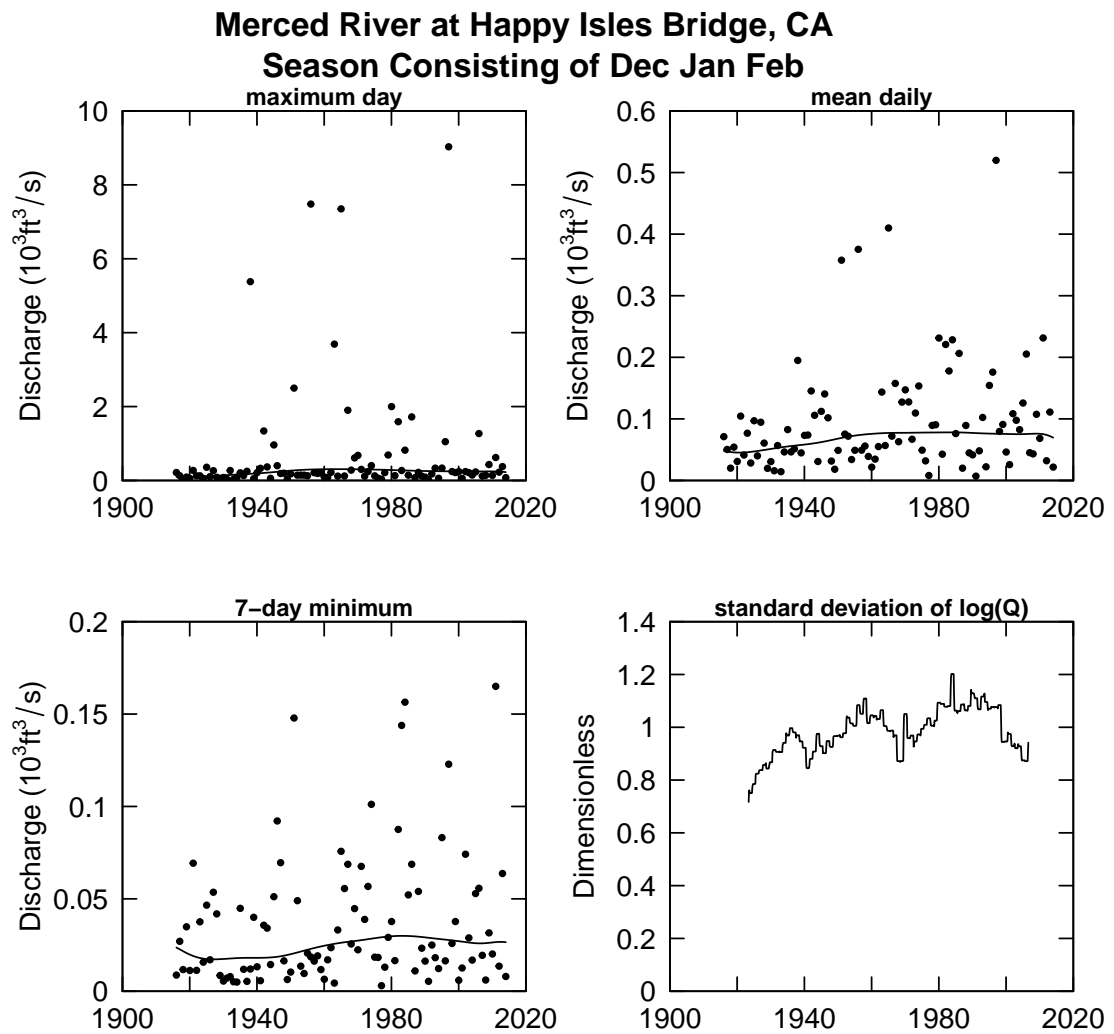 Merced River at Happy Isles Bridge, CA
Season Consisting of Dec Jan Feb
maximum day
Discharge (10³ft³/s)
10
8
6
4
2
0
1900 1940 1980 2020
mean daily
Discharge (10³ft³/s)
0.6
0.5
0.4
0.3
0.2
0.1
0
1900 1940 1980 2020
7−day minimum
Discharge (10³ft³/s)
0.2
0.15
0.1
0.05
0
1900 1940 1980 2020
standard deviation of log(Q)
Dimensionless
1.4
1.2
1
0.8
0.6
0.4
0.2
0
1900 1940 1980 2020